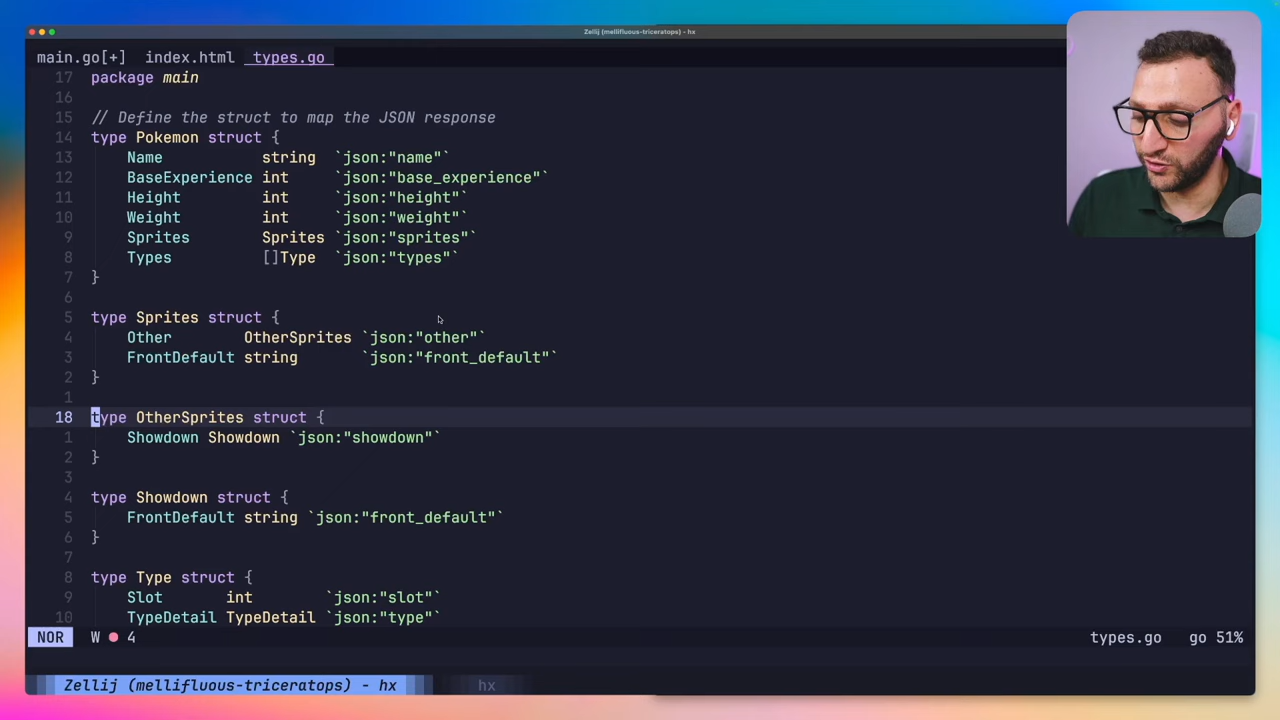 Zellij (mellifluous-triceratops) - hx
main.go[+] index.html types.go
17 package main
16
15 // Define the struct to map the JSON response
14 type Pokemon struct {
13 Name string `json:"name"`
12 BaseExperience int `json:"base_experience"`
11 Height int `json:"height"`
10 Weight int `json:"weight"`
9 Sprites Sprites `json:"sprites"`
8 Types []Type `json:"types"`
7 }
6
5 type Sprites struct {
4 Other OtherSprites `json:"other"`
3 FrontDefault string `json:"front_default"`
2 }
1
18 type OtherSprites struct {
1 Showdown Showdown `json:"showdown"`
2 }
3
4 type Showdown struct {
5 FrontDefault string `json:"front_default"`
6 }
7
8 type Type struct {
9 Slot int `json:"slot"`
10 TypeDetail TypeDetail `json:"type"`
NOR W ● 4 types.go go 51%
Zellij (mellifluous-triceratops) - hx hx